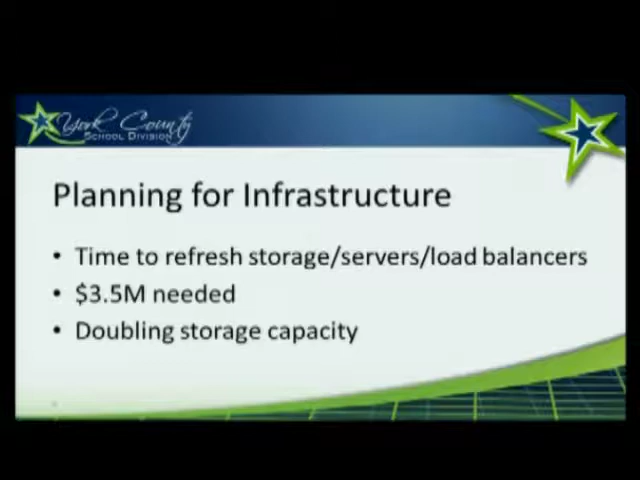 York County
SCHOOL DIVISION
Planning for Infrastructure
• Time to refresh storage/servers/load balancers
• $3.5M needed
• Doubling storage capacity